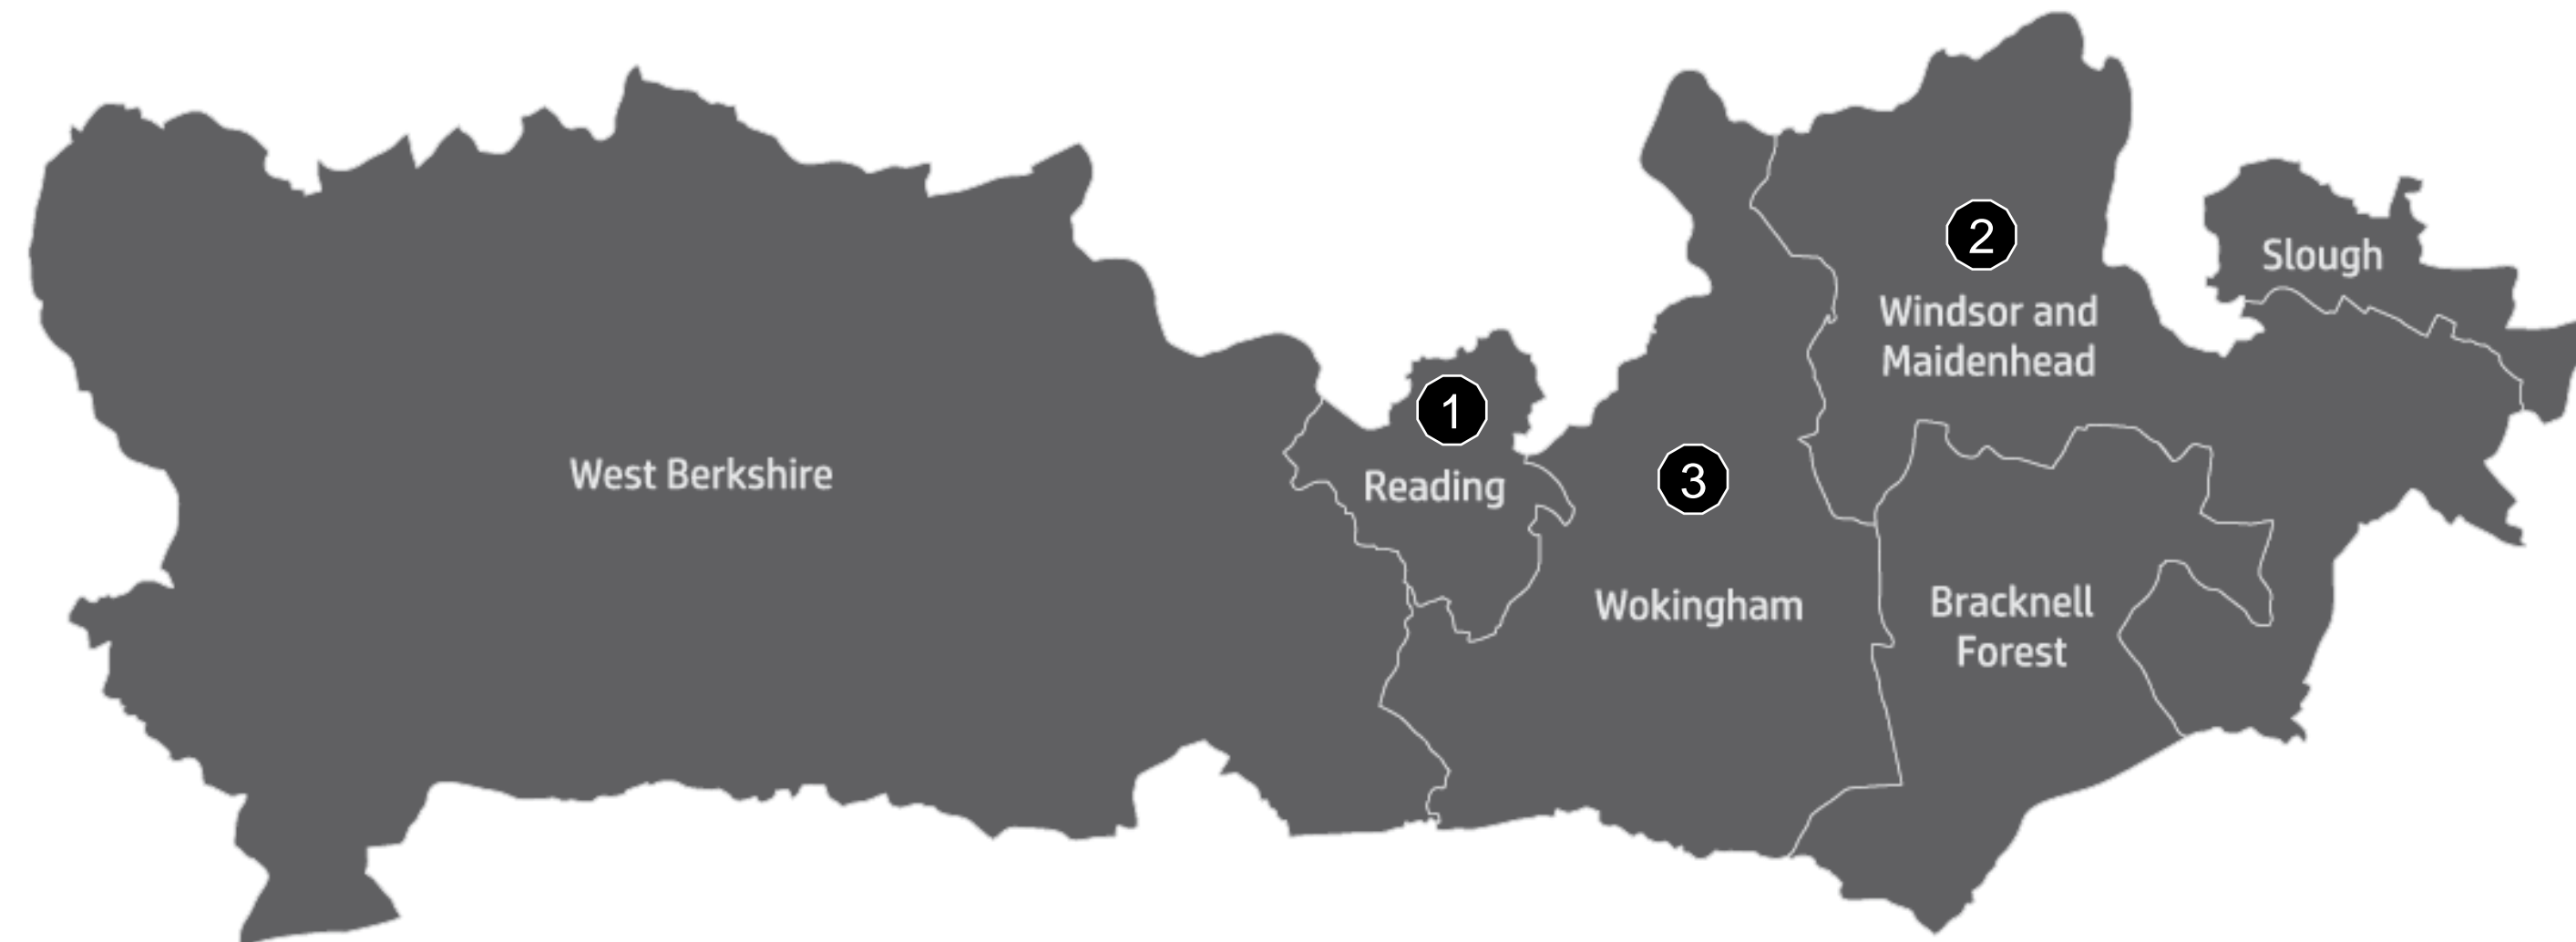 2
Slough
Windsor and
Maidenhead
1
West Berkshire
Reading
3
Wokingham
Bracknell
Forest